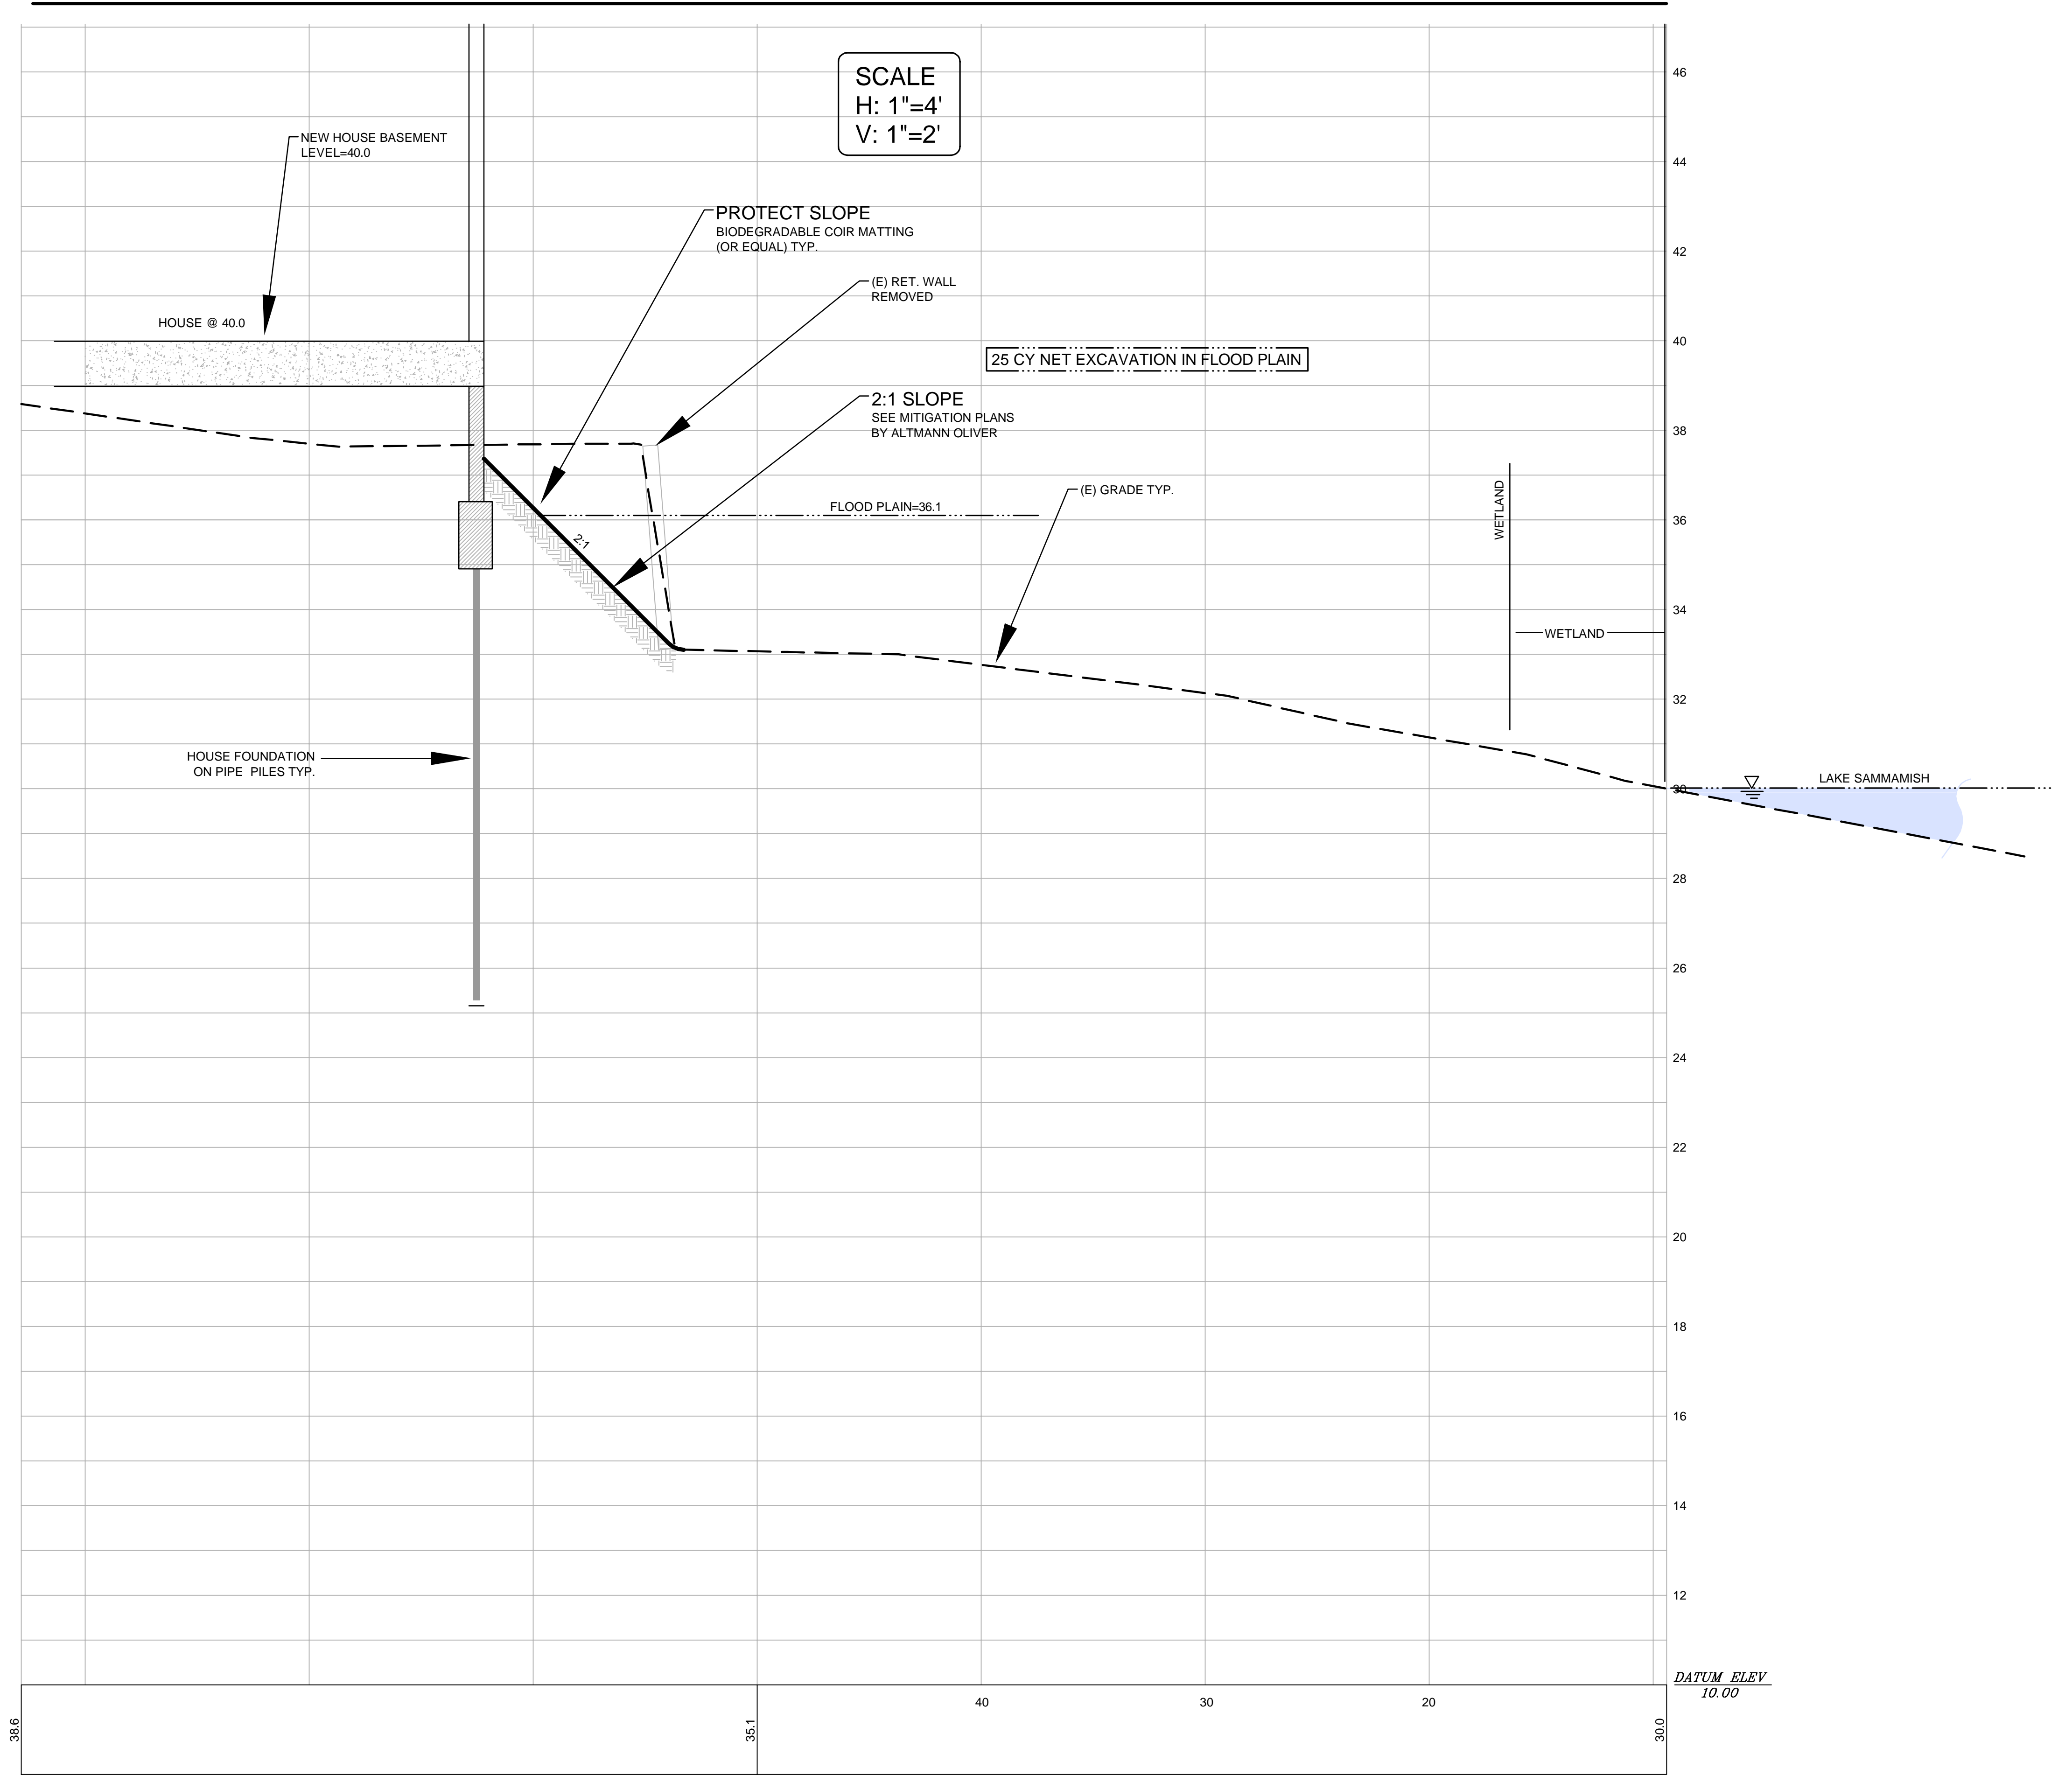 SCALE
H: 1"=4'
V: 1"=2'
46
NEW HOUSE BASEMENT
LEVEL=40.0
44
PROTECT SLOPE
BIODEGRADABLE COIR MATTING
(OR EQUAL) TYP.
42
(E) RET. WALL
REMOVED
HOUSE @ 40.0
40
25 CY NET EXCAVATION IN FLOOD PLAIN
2:1 SLOPE
SEE MITIGATION PLANS
BY ALTMANN OLIVER
38
(E) GRADE TYP.
WETLAND
FLOOD PLAIN=36.1
36
2:1
34
WETLAND
32
HOUSE FOUNDATION
ON PIPE PILES TYP.
LAKE SAMMAMISH
30
28
26
24
22
20
18
16
14
12
DATUM ELEV
10.00
40
30
20
38.6
35.1
30.0